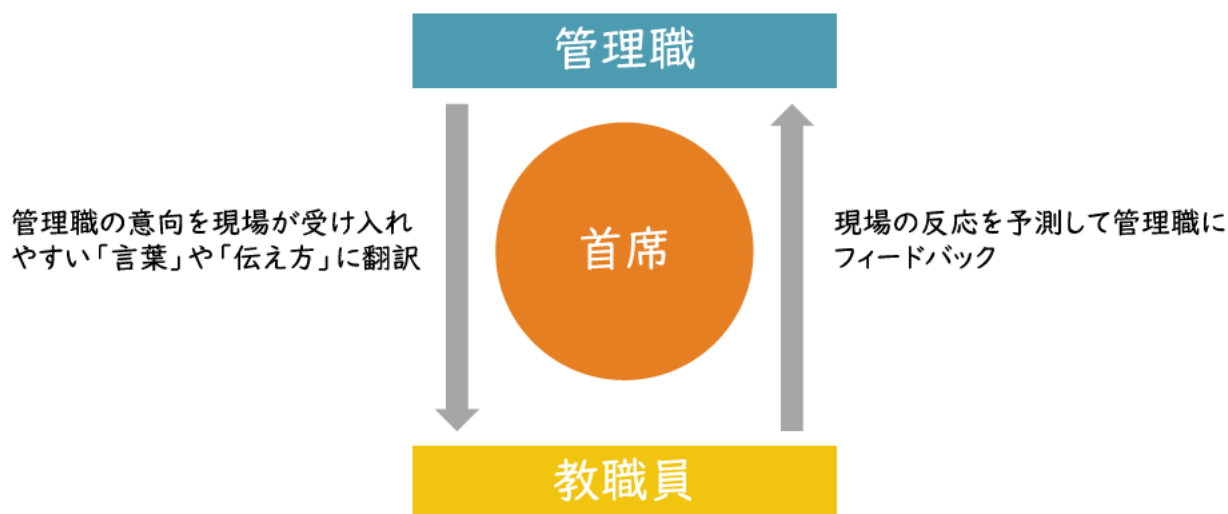 管理職
管理職の意向を現場が受け入れ
やすい「言葉」や「伝え方」に翻訳
首席
現場の反応を予測して管理職に
フィードバック
教職員